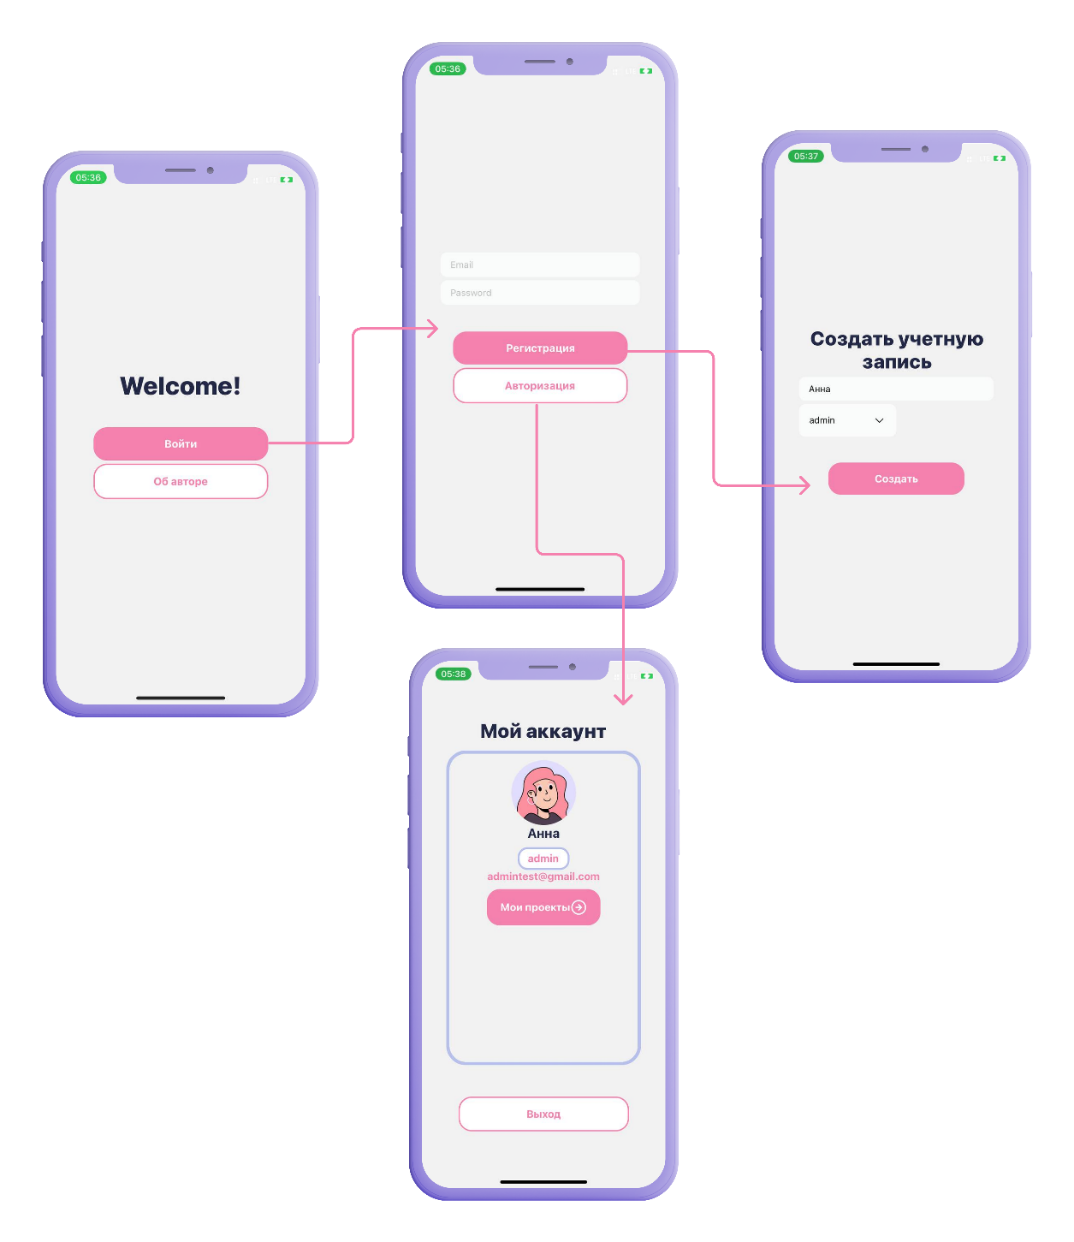 05:36
Welcome!
Войти
Об авторе
05:36
Email
Password
Регистрация
Авторизация
05:37
Создать учетную
запись
Анна
admin
Создать
05:38
Мой аккаунт
Анна
admin
admintest@gmail.com
Мои проекты
Выход